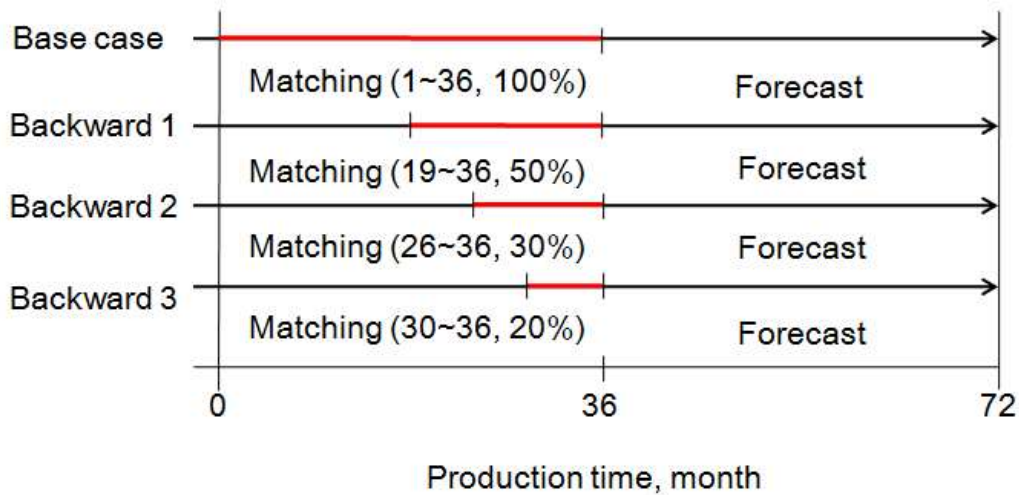 Base case
Matching (1~36, 100%)
Forecast
Backward 1
Matching (19~36, 50%)
Forecast
Backward 2
Matching (26~36, 30%)
Forecast
Backward 3
Matching (30~36, 20%)
Forecast
0
36
72
Production time, month